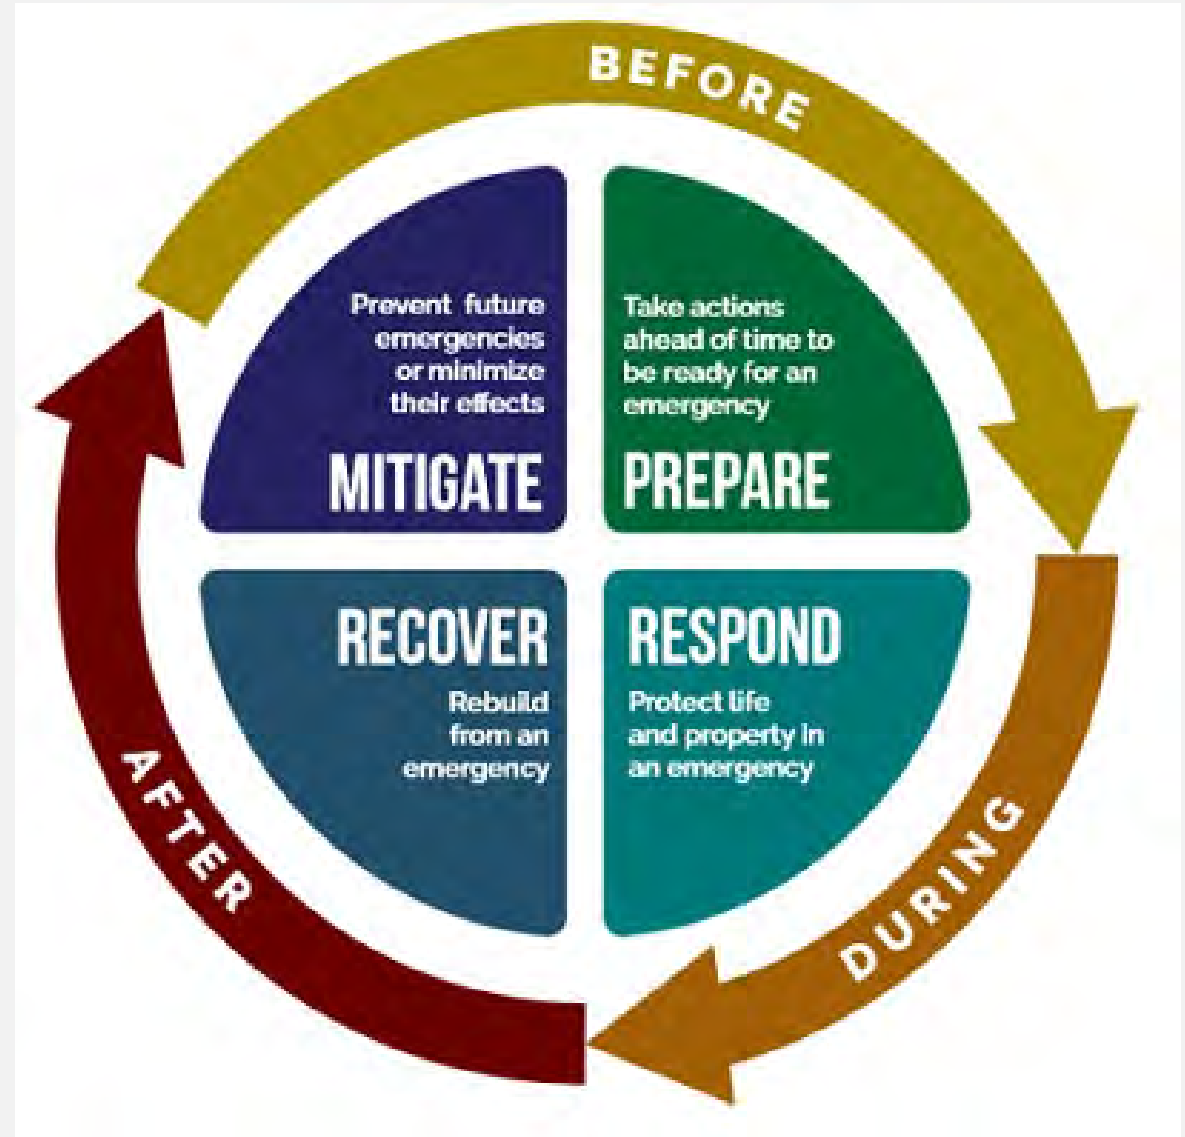 BEFORE
Prevent future
emergencies
or minimize
their effects
MITIGATE
Take actions
ahead of time to
be ready for an
emergency
PREPARE
RECOVER
Rebuild
from an
emergency
RESPOND
Protect life
and property in
an emergency
AFTER
DURING